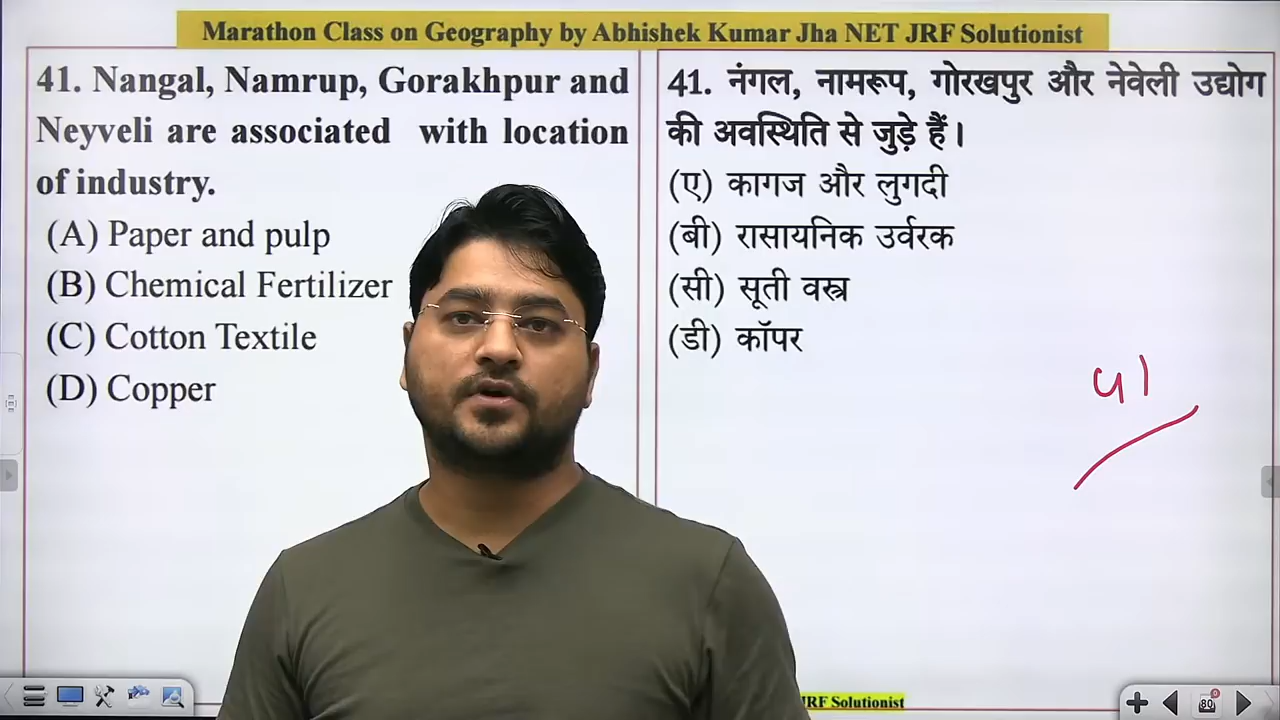 Marathon Class on Geography by Abhishek Kumar Jha NET JRF Solutionist
41. Nangal, Namrup, Gorakhpur and
Neyveli are associated with location
of industry.
(A) Paper and pulp
(B) Chemical Fertilizer
(C) Cotton Textile
(D) Copper
41. नंगल, नामरूप, गोरखपुर और नेवेली उद्योग
की अवस्थिति से जुड़े हैं।
(ए) कागज और लुगदी
(बी) रासायनिक उर्वरक
(सी) सूती वस्त्र
(डी) कॉपर
41
JRF Solutionist
80
0